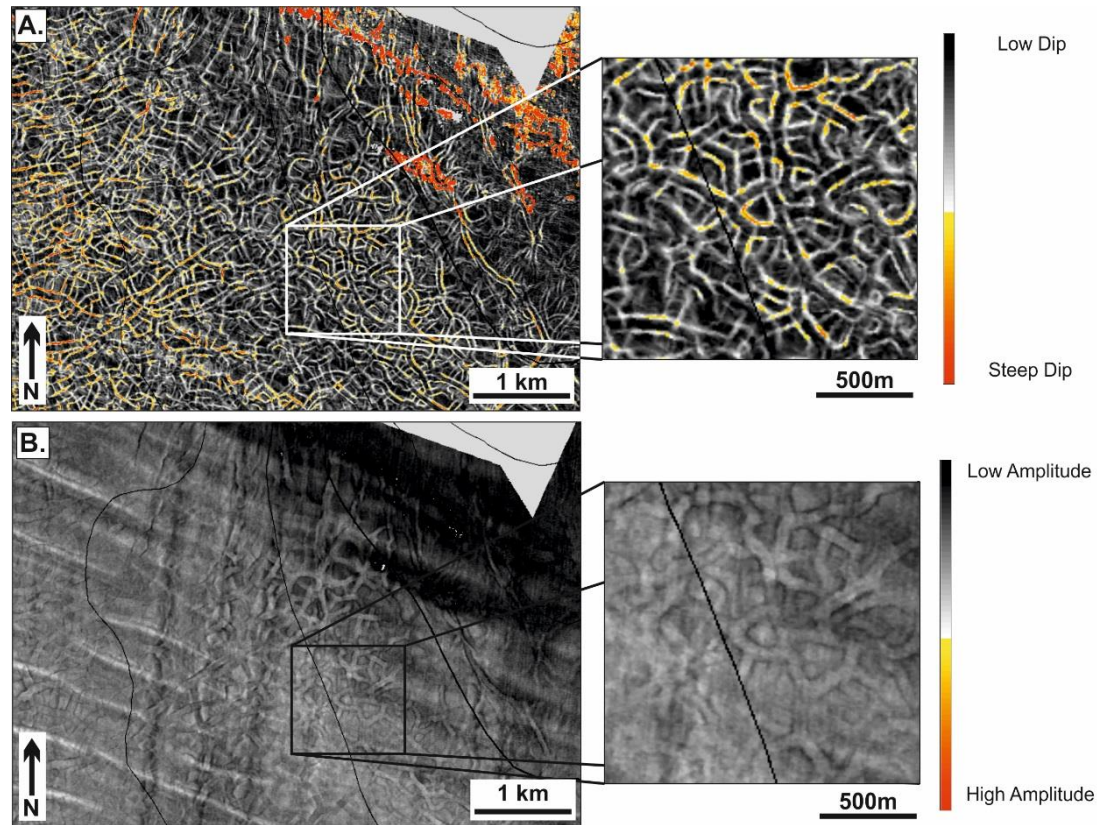 A.
N
1 km
500m
Low Dip
Steep Dip
B.
N
1 km
500m
Low Amplitude
High Amplitude